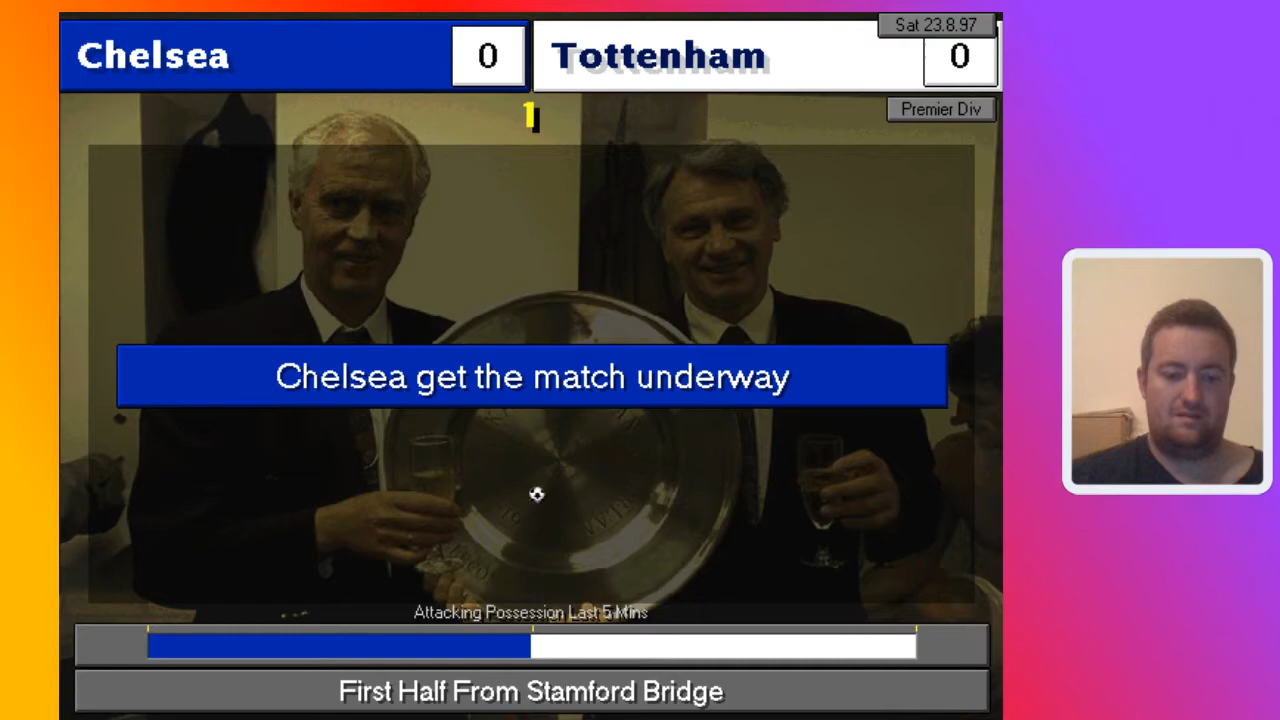 Sat 23.8.97
Chelsea 0 Tottenham 0
1
Premier Div
Chelsea get the match underway
Attacking Possession Last 5 Mins
First Half From Stamford Bridge